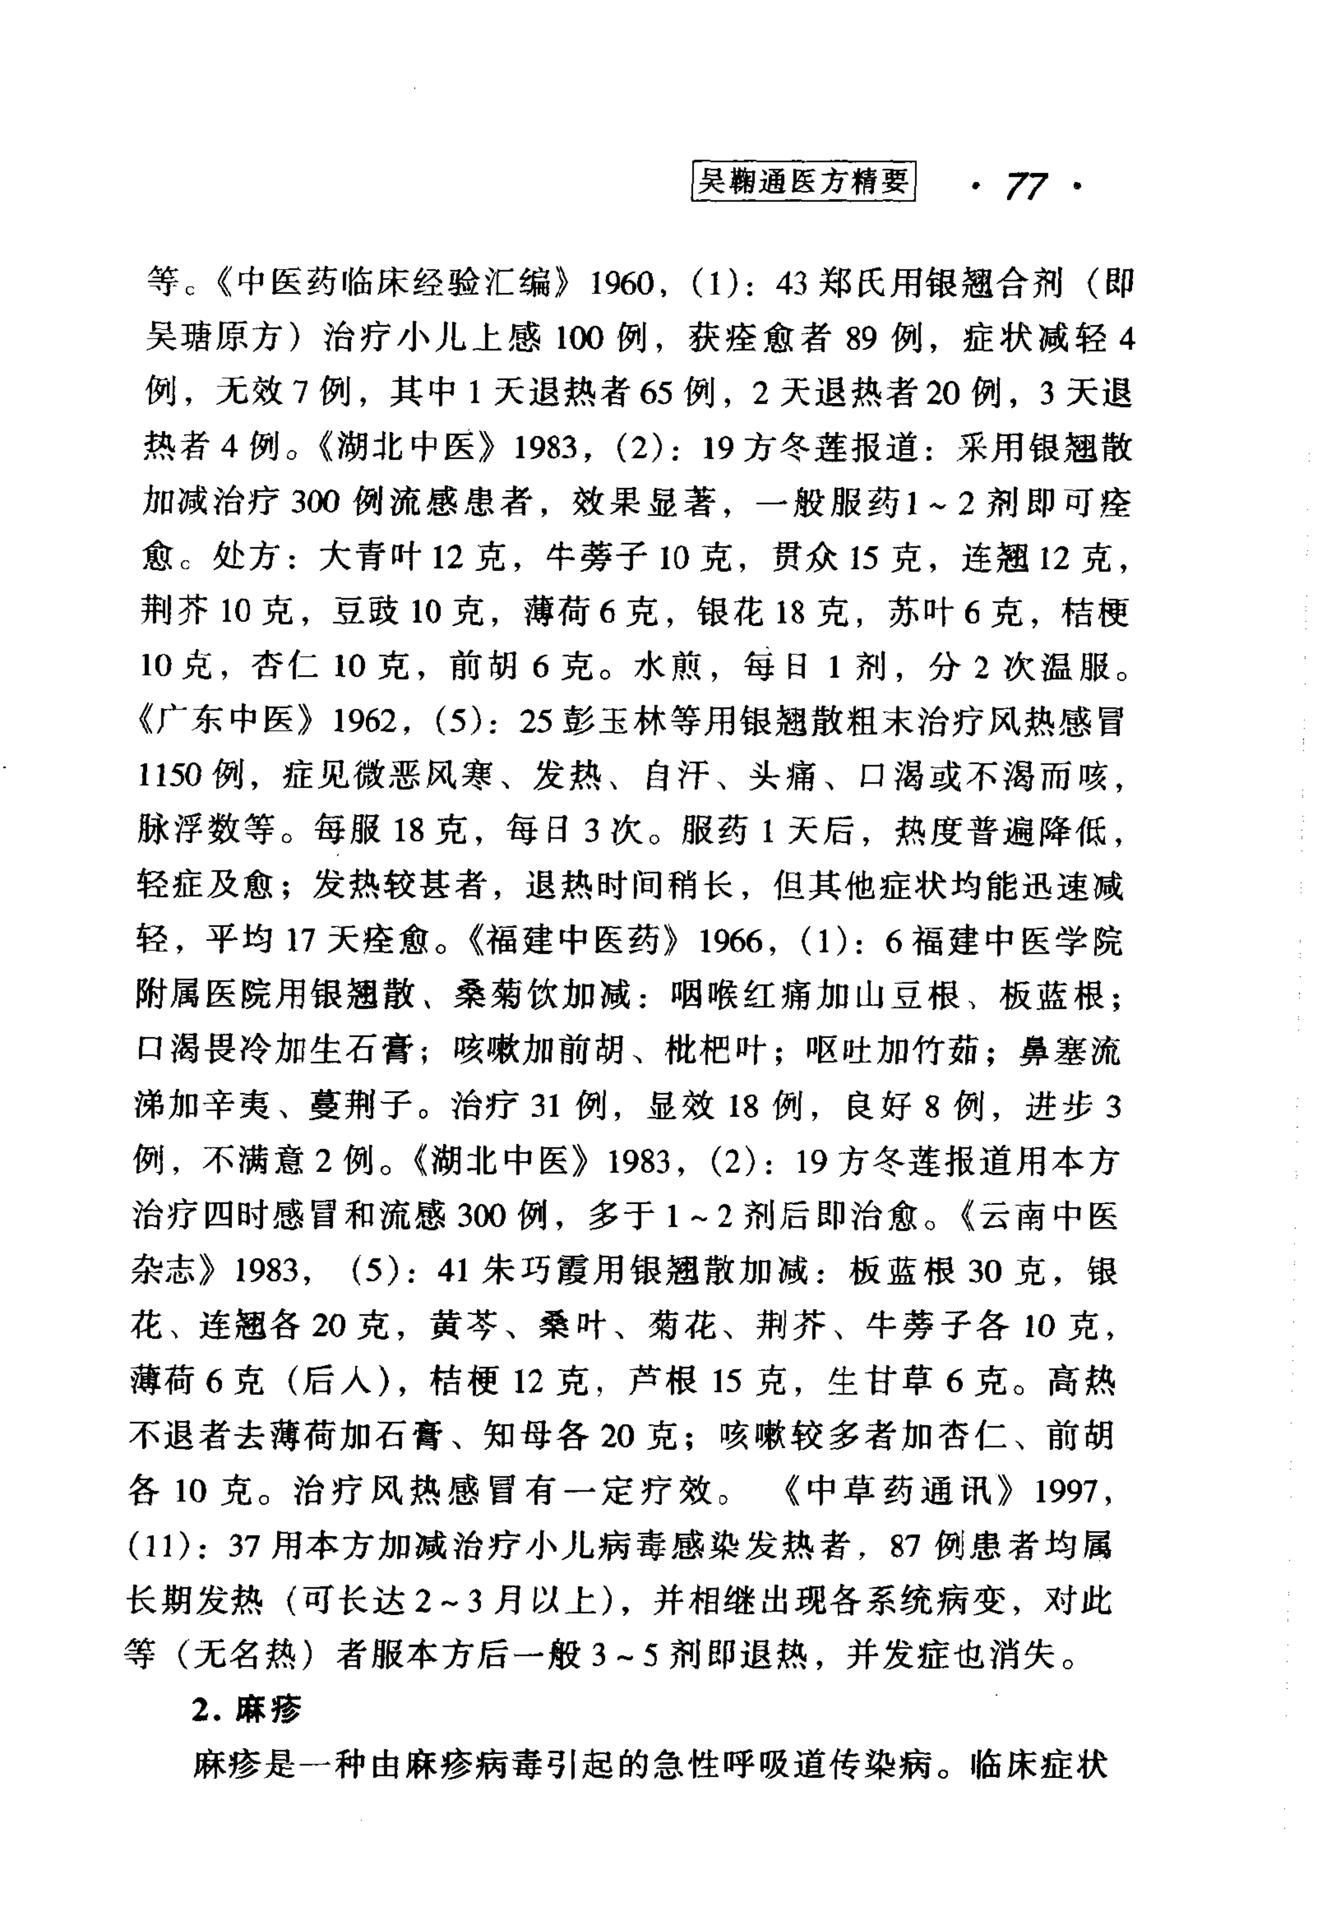 吴鞠通医方精要 · 77 ·
等。《中医药临床经验汇编》1960，(1)：43 郑氏用银翘合剂（即
吴瑭原方）治疗小儿上感 100 例，获痊愈者 89 例，症状减轻 4
例，无效 7 例，其中 1 天退热者 65 例，2 天退热者 20 例，3 天退
热者 4 例。《湖北中医》1983，(2)：19 方冬莲报道：采用银翘散
加减治疗 300 例流感患者，效果显著，一般服药1～2 剂即可痊
愈。处方：大青叶 12 克，牛蒡子 10 克，贯众 15 克，连翘 12 克，
荆芥 10 克，豆豉 10 克，薄荷 6 克，银花 18 克，苏叶 6 克，桔梗
10 克，杏仁 10 克，前胡 6 克。水煎，每日 1 剂，分 2 次温服。
《广东中医》1962，(5)：25 彭玉林等用银翘散粗末治疗风热感冒
1150 例，症见微恶风寒、发热、自汗、头痛、口渴或不渴而咳，
脉浮数等。每服 18 克，每日 3 次。服药 1 天后，热度普遍降低，
轻症及愈；发热较甚者，退热时间稍长，但其他症状均能迅速减
轻，平均 17 天痊愈。《福建中医药》1966，(1)：6 福建中医学院
附属医院用银翘散、桑菊饮加减：咽喉红痛加山豆根、板蓝根；
口渴畏冷加生石膏；咳嗽加前胡、枇杷叶；呕吐加竹茹；鼻塞流
涕加辛夷、蔓荆子。治疗 31 例，显效 18 例，良好 8 例，进步 3
例，不满意 2 例。《湖北中医》1983，(2)：19 方冬莲报道用本方
治疗四时感冒和流感 300 例，多于 1～2 剂后即治愈。《云南中医
杂志》1983，(5)：41 朱巧霞用银翘散加减：板蓝根 30 克，银
花、连翘各 20 克，黄芩、桑叶、菊花、荆芥、牛蒡子各 10 克，
薄荷 6 克（后人），桔梗 12 克，芦根 15 克，生甘草 6 克。高热
不退者去薄荷加石膏、知母各 20 克；咳嗽较多者加杏仁、前胡
各 10 克。治疗风热感冒有一定疗效。《中草药通讯》1997，
(11)：37 用本方加减治疗小儿病毒感染发热者，87 例患者均属
长期发热（可长达 2～3 月以上），并相继出现各系统病变，对此
等（无名热）者服本方后一般 3～5 剂即退热，并发症也消失。
2. 麻疹
麻疹是一种由麻疹病毒引起的急性呼吸道传染病。临床症状